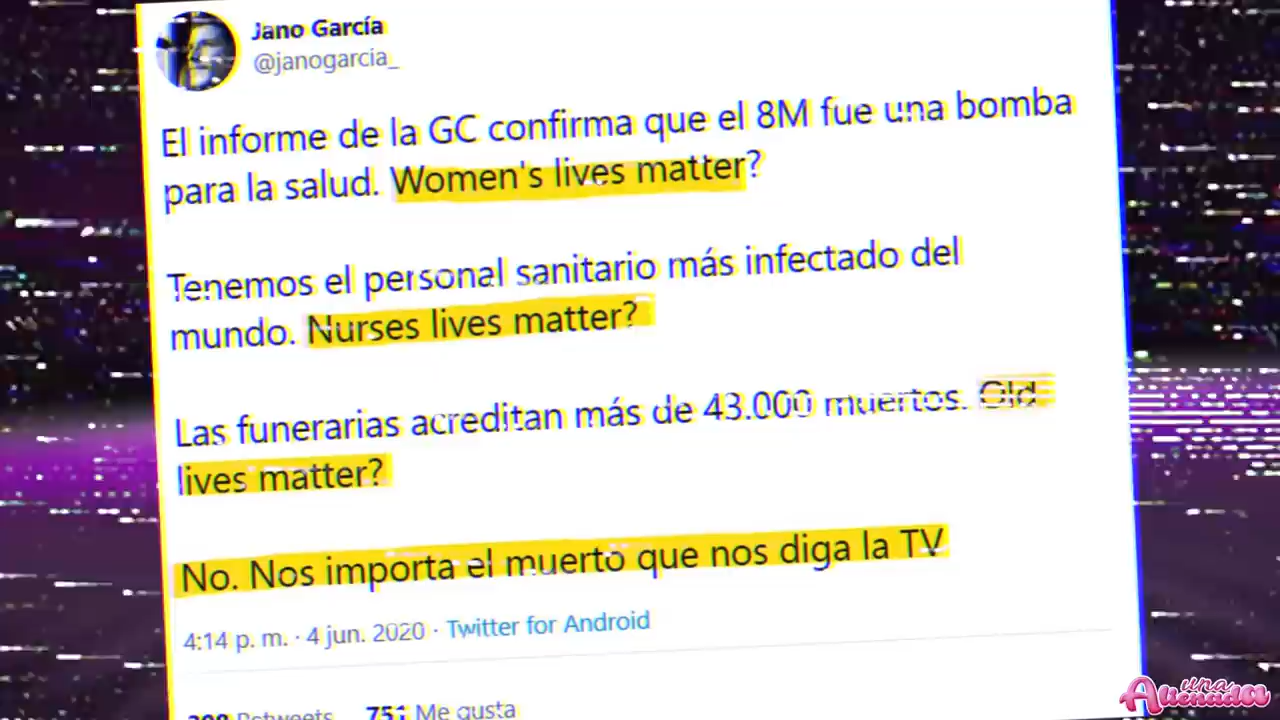 Jano García
@janogarcia_
El informe de la GC confirma que el 8M fue una bomba
para la salud. Women's lives matter?
Tenemos el personal sanitario más infectado del
mundo. Nurses lives matter?
Las funerarias acreditan más de 43.000 muertos. Old
lives matter?
No. Nos importa el muerto que nos diga la TV
4:14 p. m. · 4 jun. 2020 · Twitter for Android
Retweets 751 Me gusta
una
Alienada